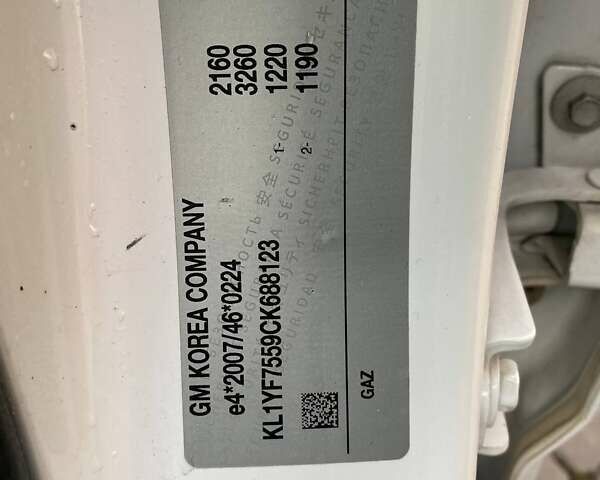 GM KOREA COMPANY
e4*2007/46*0224
KL1YF7559CK688123
2160
3260
1- 1220
2- 1190
GAZ